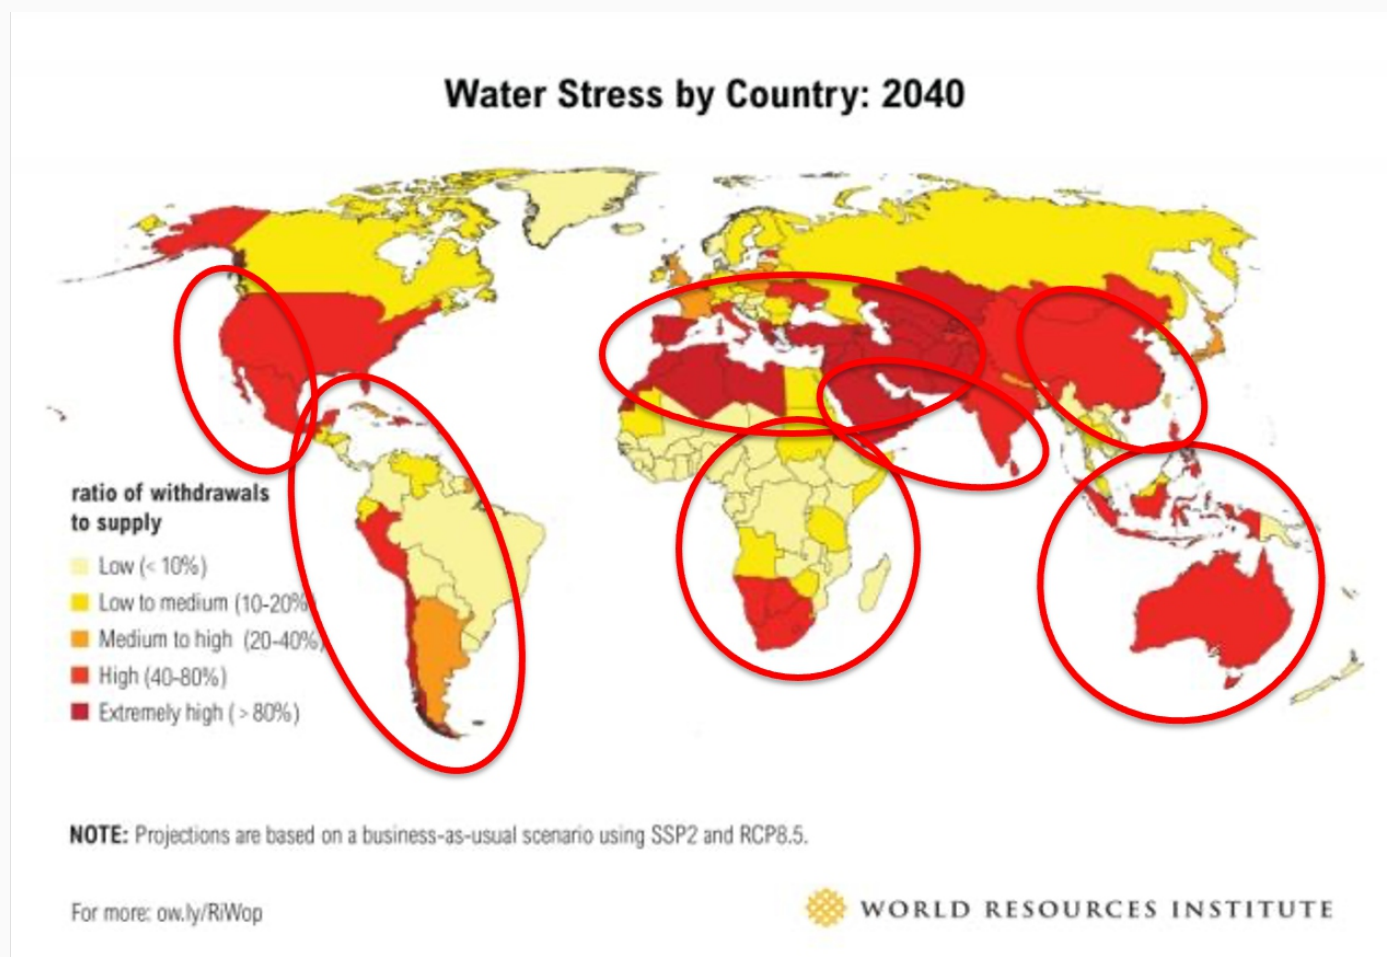 Water Stress by Country: 2040
ratio of withdrawals
to supply
Low (< 10%)
Low to medium (10-20%)
Medium to high (20-40%)
High (40-80%)
Extremely high ( > 80%)
NOTE: Projections are based on a business-as-usual scenario using SSP2 and RCP8.5.
For more: ow.ly/RiWop
WORLD RESOURCES INSTITUTE